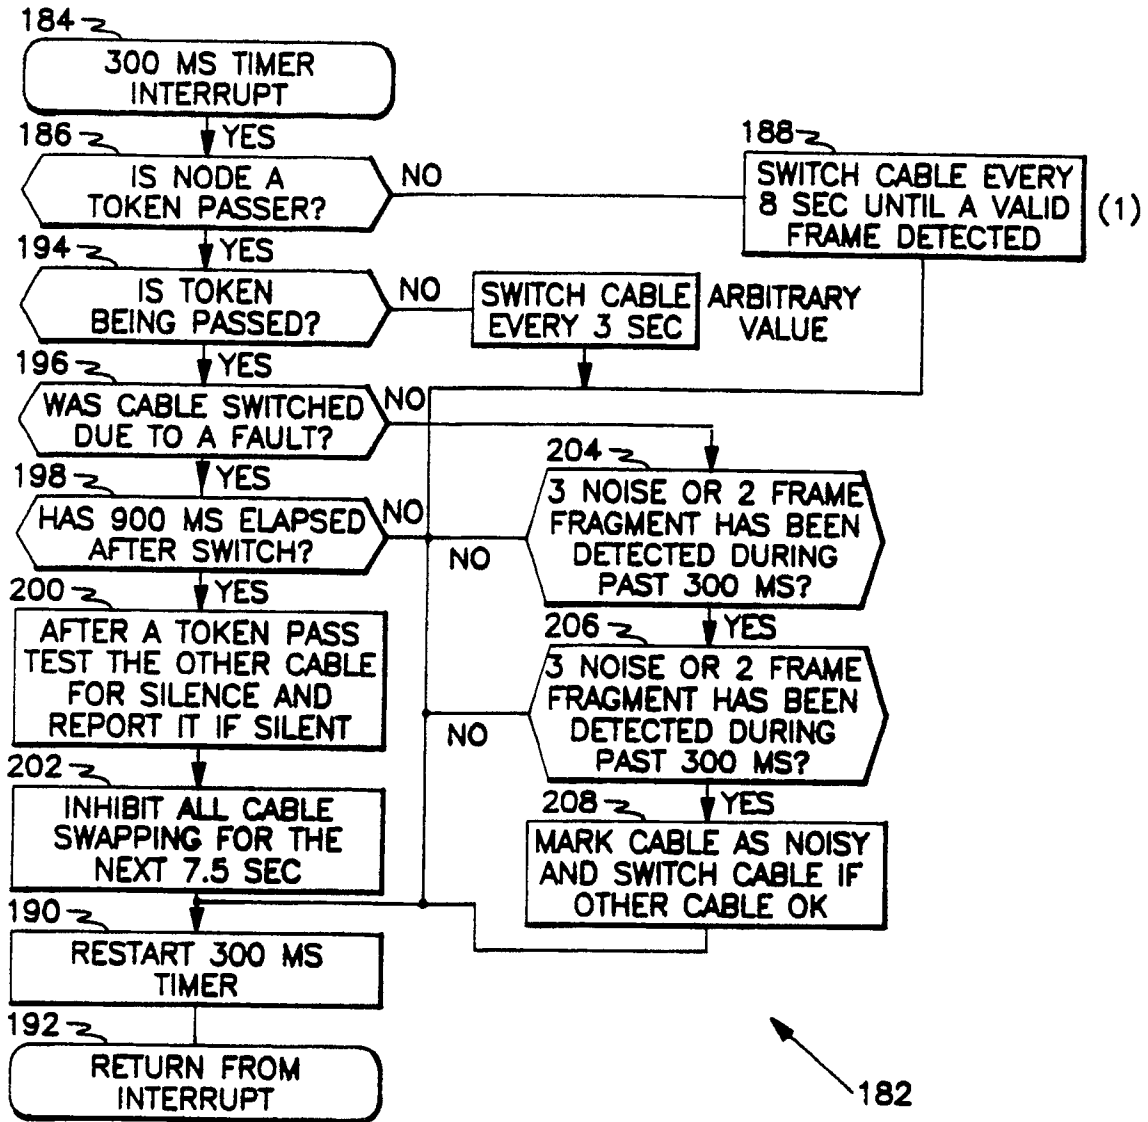 184
300 MS TIMER
INTERRUPT
YES
186
IS NODE A
TOKEN PASSER?
NO
188
SWITCH CABLE EVERY
8 SEC UNTIL A VALID
FRAME DETECTED
(1)
YES
194
IS TOKEN
BEING PASSED?
NO
SWITCH CABLE
EVERY 3 SEC
ARBITRARY
VALUE
YES
196
WAS CABLE SWITCHED
DUE TO A FAULT?
NO
YES
198
HAS 900 MS ELAPSED
AFTER SWITCH?
NO
204
3 NOISE OR 2 FRAME
FRAGMENT HAS BEEN
DETECTED DURING
PAST 300 MS?
NO
YES
200
AFTER A TOKEN PASS
TEST THE OTHER CABLE
FOR SILENCE AND
REPORT IT IF SILENT
YES
206
3 NOISE OR 2 FRAME
FRAGMENT HAS BEEN
DETECTED DURING
PAST 300 MS?
NO
202
INHIBIT ALL CABLE
SWAPPING FOR THE
NEXT 7.5 SEC
YES
208
MARK CABLE AS NOISY
AND SWITCH CABLE IF
OTHER CABLE OK
190
RESTART 300 MS
TIMER
192
RETURN FROM
INTERRUPT
182